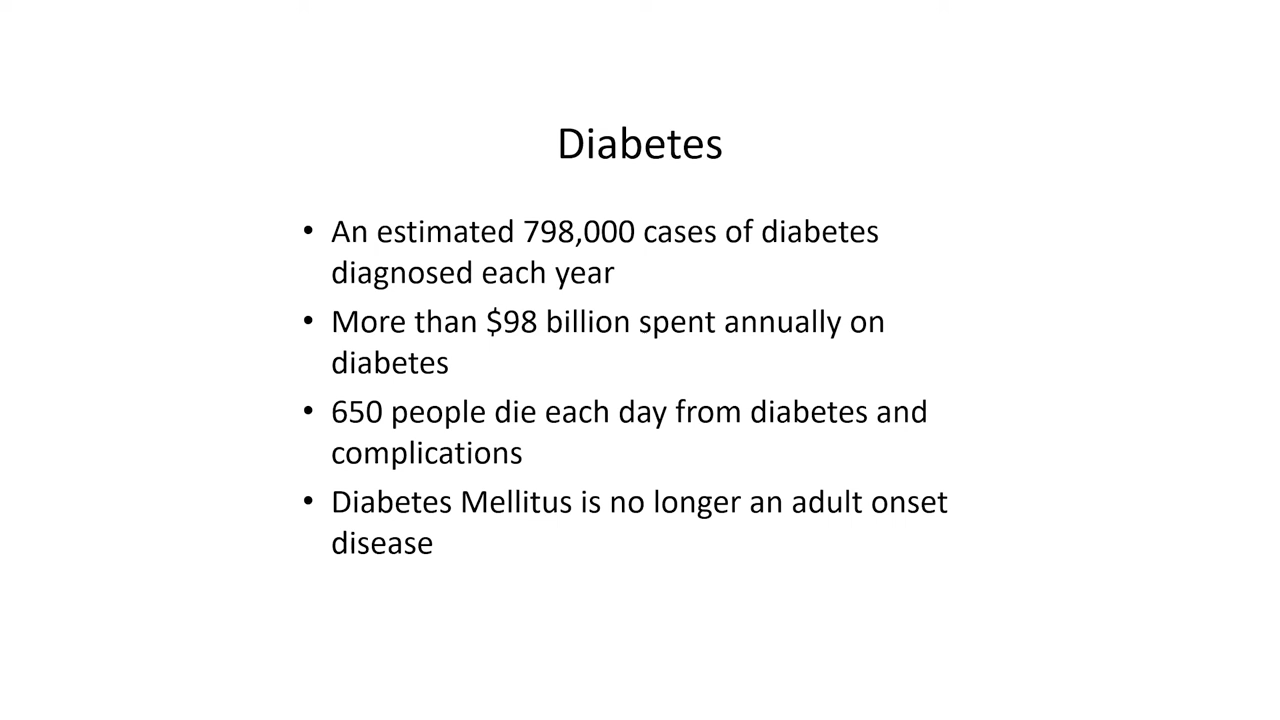 Diabetes
• An estimated 798,000 cases of diabetes
diagnosed each year
• More than $98 billion spent annually on
diabetes
• 650 people die each day from diabetes and
complications
• Diabetes Mellitus is no longer an adult onset
disease